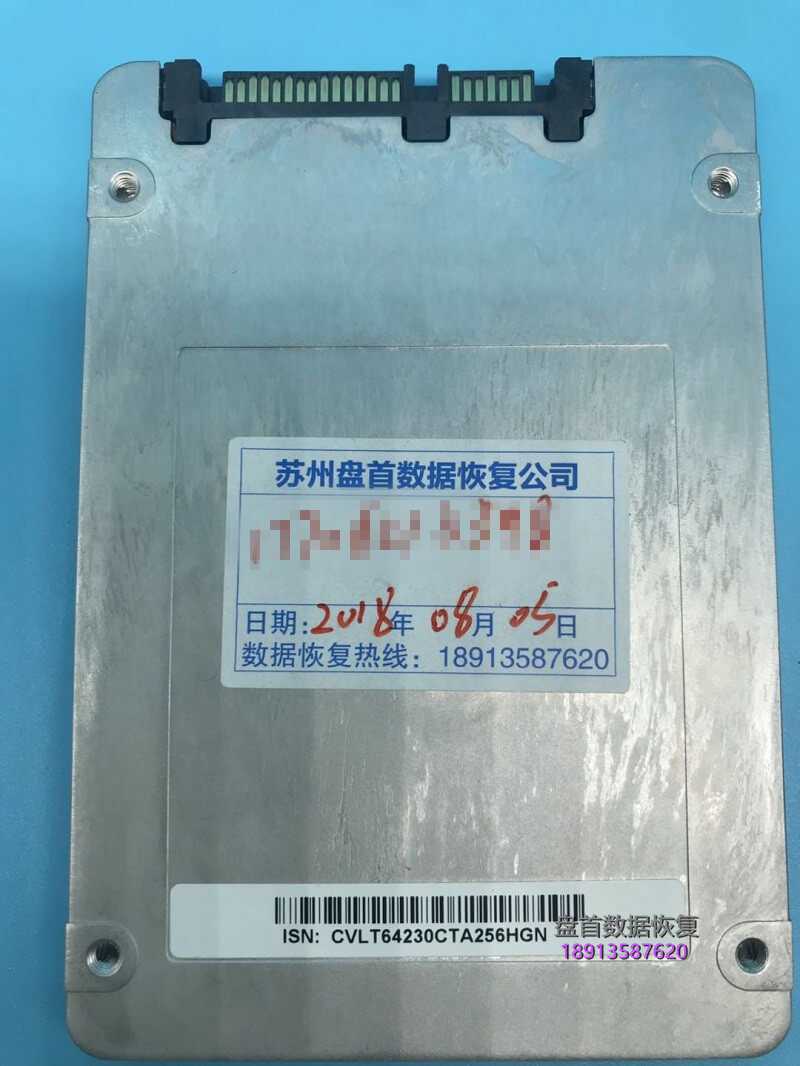 苏州盘首数据恢复公司
日期:2018年 08月 05日
数据恢复热线: 18913587620
ISN: CVLT64230CTA256HGN
盘首数据恢复
18913587620